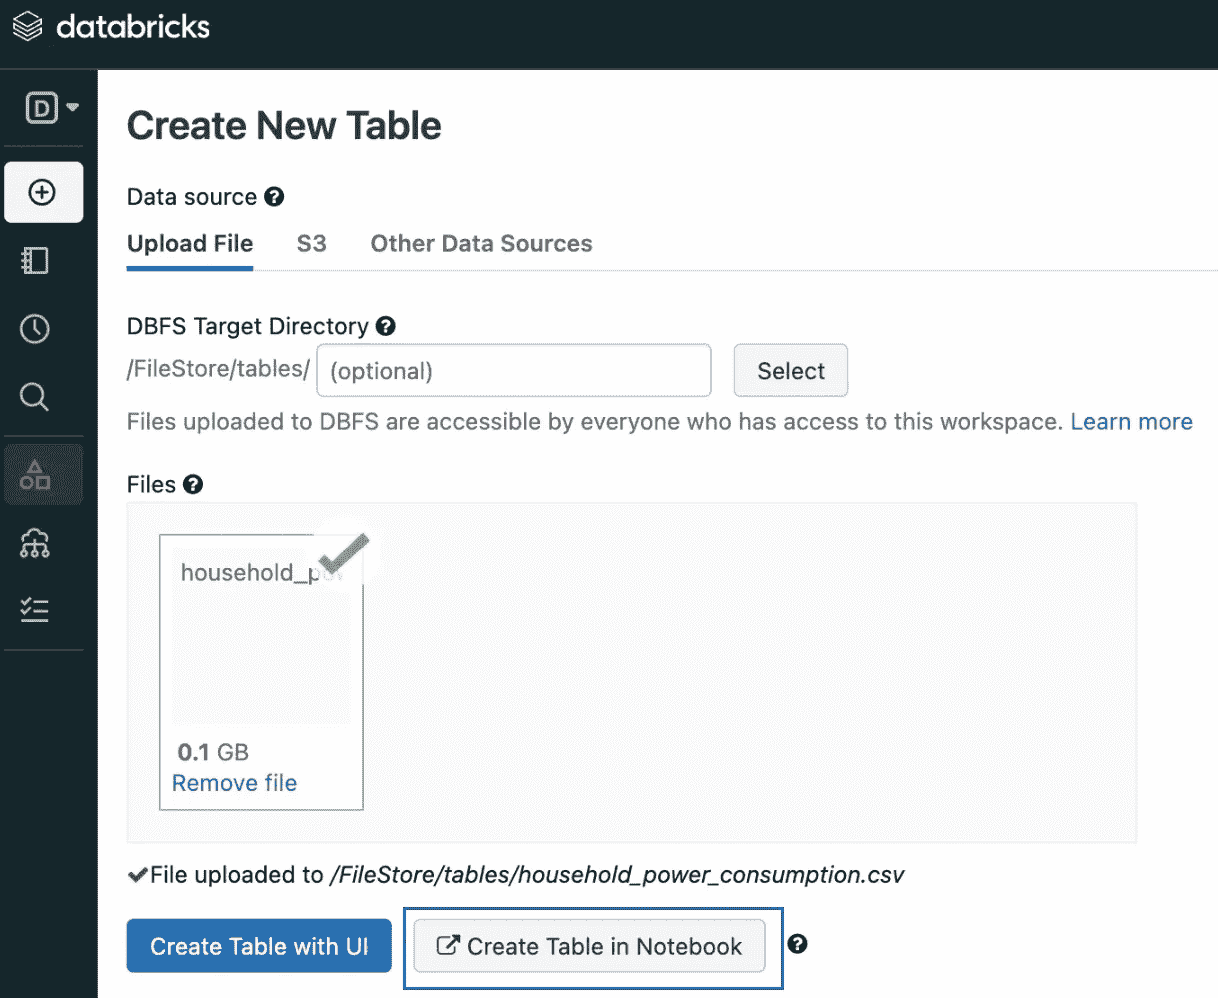 databricks
D
Create New Table
Data source ?
Upload File S3 Other Data Sources
DBFS Target Directory ?
/FileStore/tables/ (optional) Select
Files uploaded to DBFS are accessible by everyone who has access to this workspace. Learn more
Files ?
0.1 GB
Remove file
File uploaded to /FileStore/tables/household_power_consumption.csv
Create Table with UI Create Table in Notebook ?